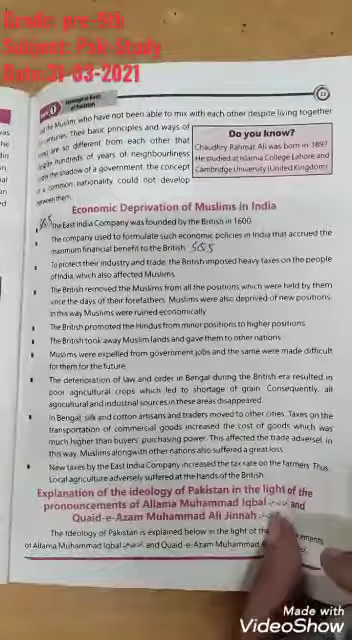 Grade: pre-9th
Subject: Pak-Study
Date:31-03-2021
Ideological Basis
of Pakistan
the Muslim, who have not been able to mix with each other despite living together
centuries. Their basic principles and ways of
are so different from each other that
hundreds of years of neighbourliness
the shadow of a government, the concept
a common nationality could not develop
between them.
Do you know?
Chaudhry Rahmat Ali was born in 1897.
He studied at Islamia College Lahore and
Cambridge University (United Kingdom)
Economic Deprivation of Muslims in India
The East India Company was founded by the British in 1600.
The company used to formulate such economic policies in India that accrued the
maximum financial benefit to the British.
To protect their industry and trade, the British imposed heavy taxes on the people
of India, which also affected Muslims.
The British removed the Muslims from all the positions which were held by them
since the days of their forefathers. Muslims were also deprived of new positions,
in this way Muslims were ruined economically.
The British promoted the Hindus from minor positions to higher positions.
The British took away Muslim lands and gave them to other nations.
Muslims were expelled from government jobs and the same were made difficult
for them for the future.
The deterioration of law and order in Bengal during the British era resulted in
poor agricultural crops which led to shortage of grain. Consequently, all
agricultural and industrial sources in these areas disappeared.
In Bengal, silk and cotton artisans and traders moved to other cities. Taxes on the
transportation of commercial goods increased the cost of goods which was
much higher than buyers' purchasing power. This affected the trade adversel. In
this way, Muslims along with other nations also suffered a great loss.
New taxes by the East India Company increased the tax rate on the farmers. Thus
Local agriculture adversely suffered at the hands of the British.
Explanation of the ideology of Pakistan in the light of the
pronouncements of Allama Muhammad Iqbal and
Quaid-e-Azam Muhammad Ali Jinnah
The Ideology of Pakistan is explained below in the light of the
of Allama Muhammad Iqbal and Quaid-e-Azam Muhammad
Made with
VideoShow